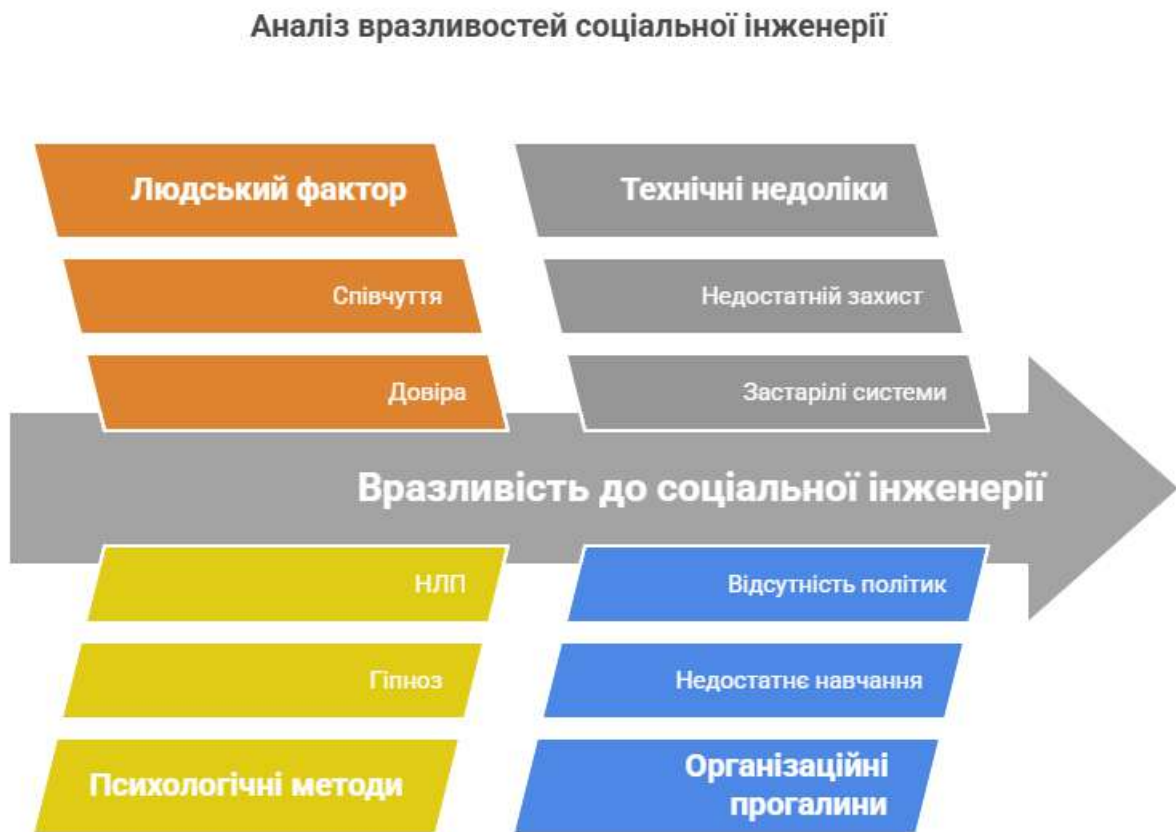 Аналіз вразливостей соціальної інженерії
Людський фактор
Співчуття
Довіра
Технічні недоліки
Недостатній захист
Застарілі системи
Вразливість до соціальної інженерії
НЛП
Гіпноз
Психологічні методи
Відсутність політик
Недостатнє навчання
Організаційні
прогалини